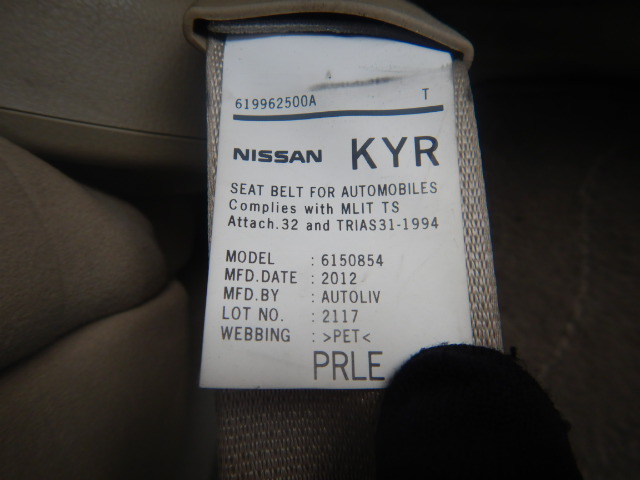 619962500A T
NISSAN KYR
SEAT BELT FOR AUTOMOBILES
Complies with MLIT TS
Attach.32 and TRIAS31-1994
MODEL : 6150854
MFD.DATE : 2012
MFD.BY : AUTOLIV
LOT NO. : 2117
WEBBING : >PET<
PRLE